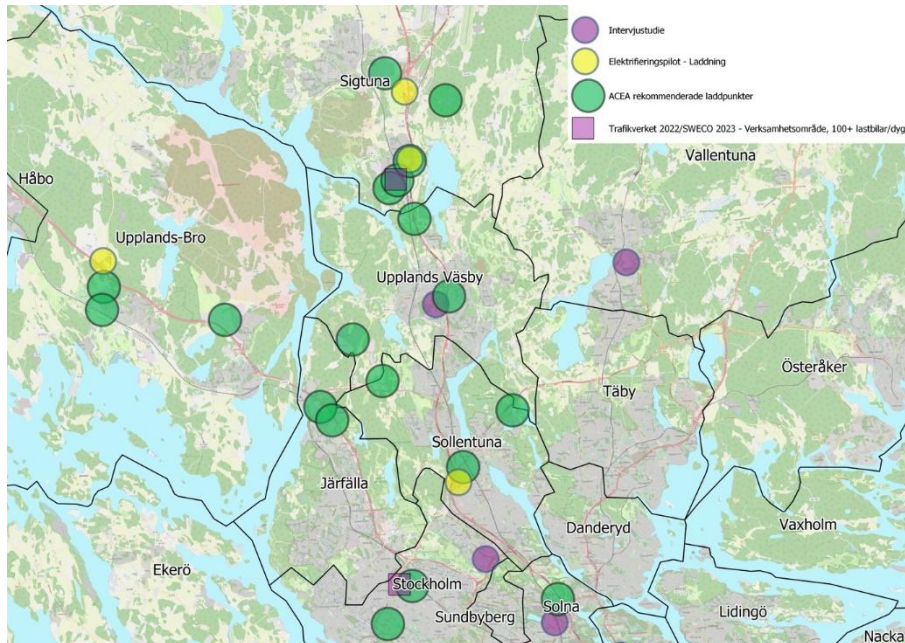 Intervjustudie
Elektrifieringspilot - Laddning
ACEA rekommenderade laddpunkter
Trafikverket 2022/SWECO 2023 - Verksamhetsområde, 100+ lastbilar/dyg
Sigtuna
Vallentuna
Håbo
Upplands-Bro
Upplands Väsby
Österåker
Täby
Sollentuna
Järfälla
Danderyd
Vaxholm
Ekerö
Stockholm
Sundbyberg
Solna
Lidingö
Nacka